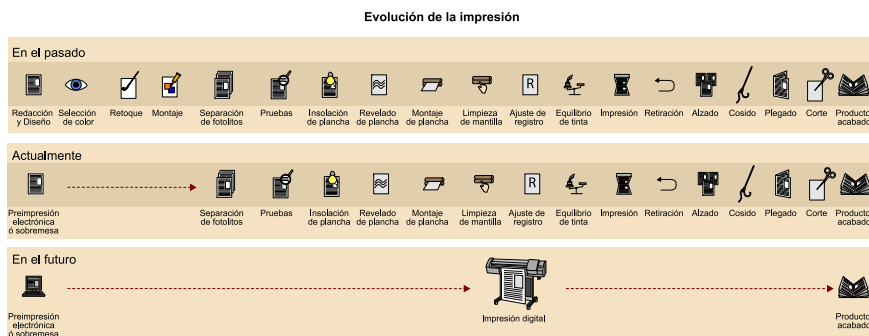 Evolución de la impresión
En el pasado
Redacción y Diseño
Selección de color
Retoque
Montaje
Separación de fotolitos
Pruebas
Insolación de plancha
Revelado de plancha
Montaje de plancha
Limpieza de mantilla
Ajuste de registro
Equilibrio de tinta
Impresión
Retiración
Alzado
Cosido
Plegado
Corte
Producto acabado
Actualmente
Preimpresión electrónica ó sobremesa
Separación de fotolitos
Pruebas
Insolación de plancha
Revelado de plancha
Montaje de plancha
Limpieza de mantilla
Ajuste de registro
Equilibrio de tinta
Impresión
Retiración
Alzado
Cosido
Plegado
Corte
Producto acabado
En el futuro
Preimpresión electrónica ó sobremesa
Impresión digital
Producto acabado